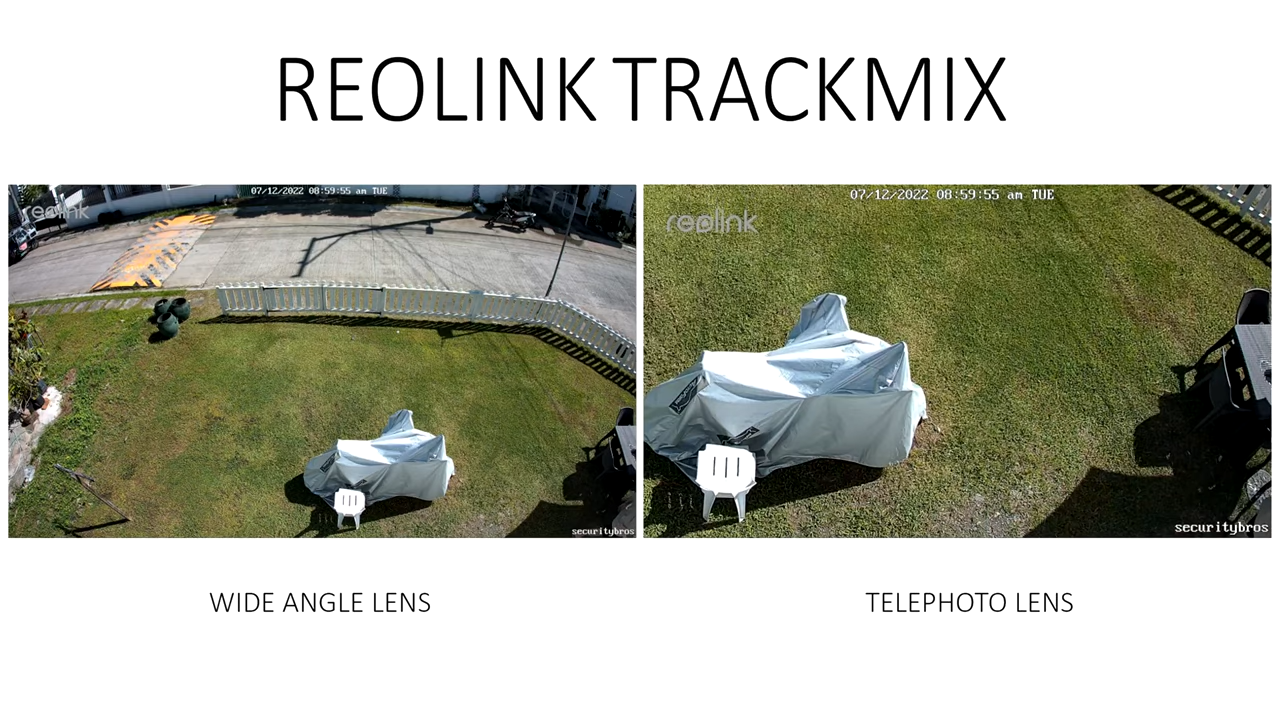 REOLINK TRACKMIX
07/12/2022 08:59:55 am TUE
reolink
securitybros
07/12/2022 08:59:55 am TUE
reolink
securitybros
WIDE ANGLE LENS
TELEPHOTO LENS